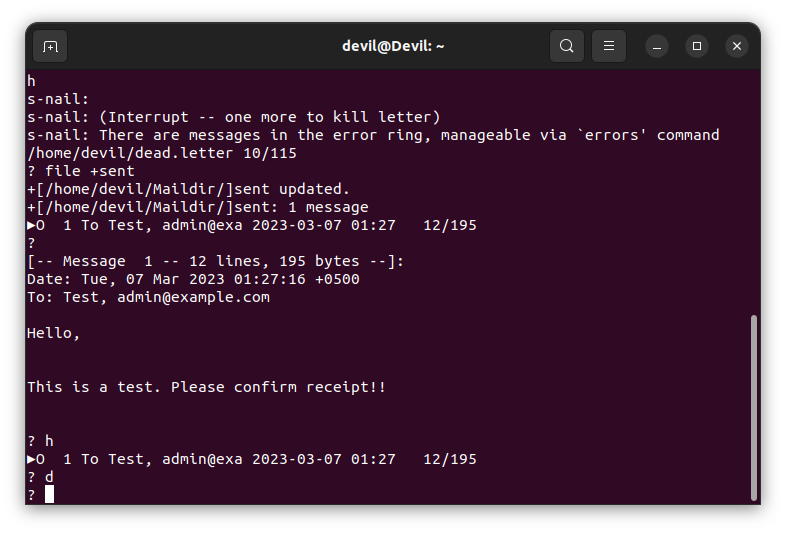 devil@Devil: ~
h
s-nail:
s-nail: (Interrupt -- one more to kill letter)
s-nail: There are messages in the error ring, manageable via `errors' command
/home/devil/dead.letter 10/115
? file +sent
+[/home/devil/Maildir/]sent updated.
+[/home/devil/Maildir/]sent: 1 message
▶O  1 To Test, admin@exa 2023-03-07 01:27   12/195
?
[-- Message  1 -- 12 lines, 195 bytes --]:
Date: Tue, 07 Mar 2023 01:27:16 +0500
To: Test, admin@example.com
Hello,
This is a test. Please confirm receipt!!
? h
▶O  1 To Test, admin@exa 2023-03-07 01:27   12/195
? d
?